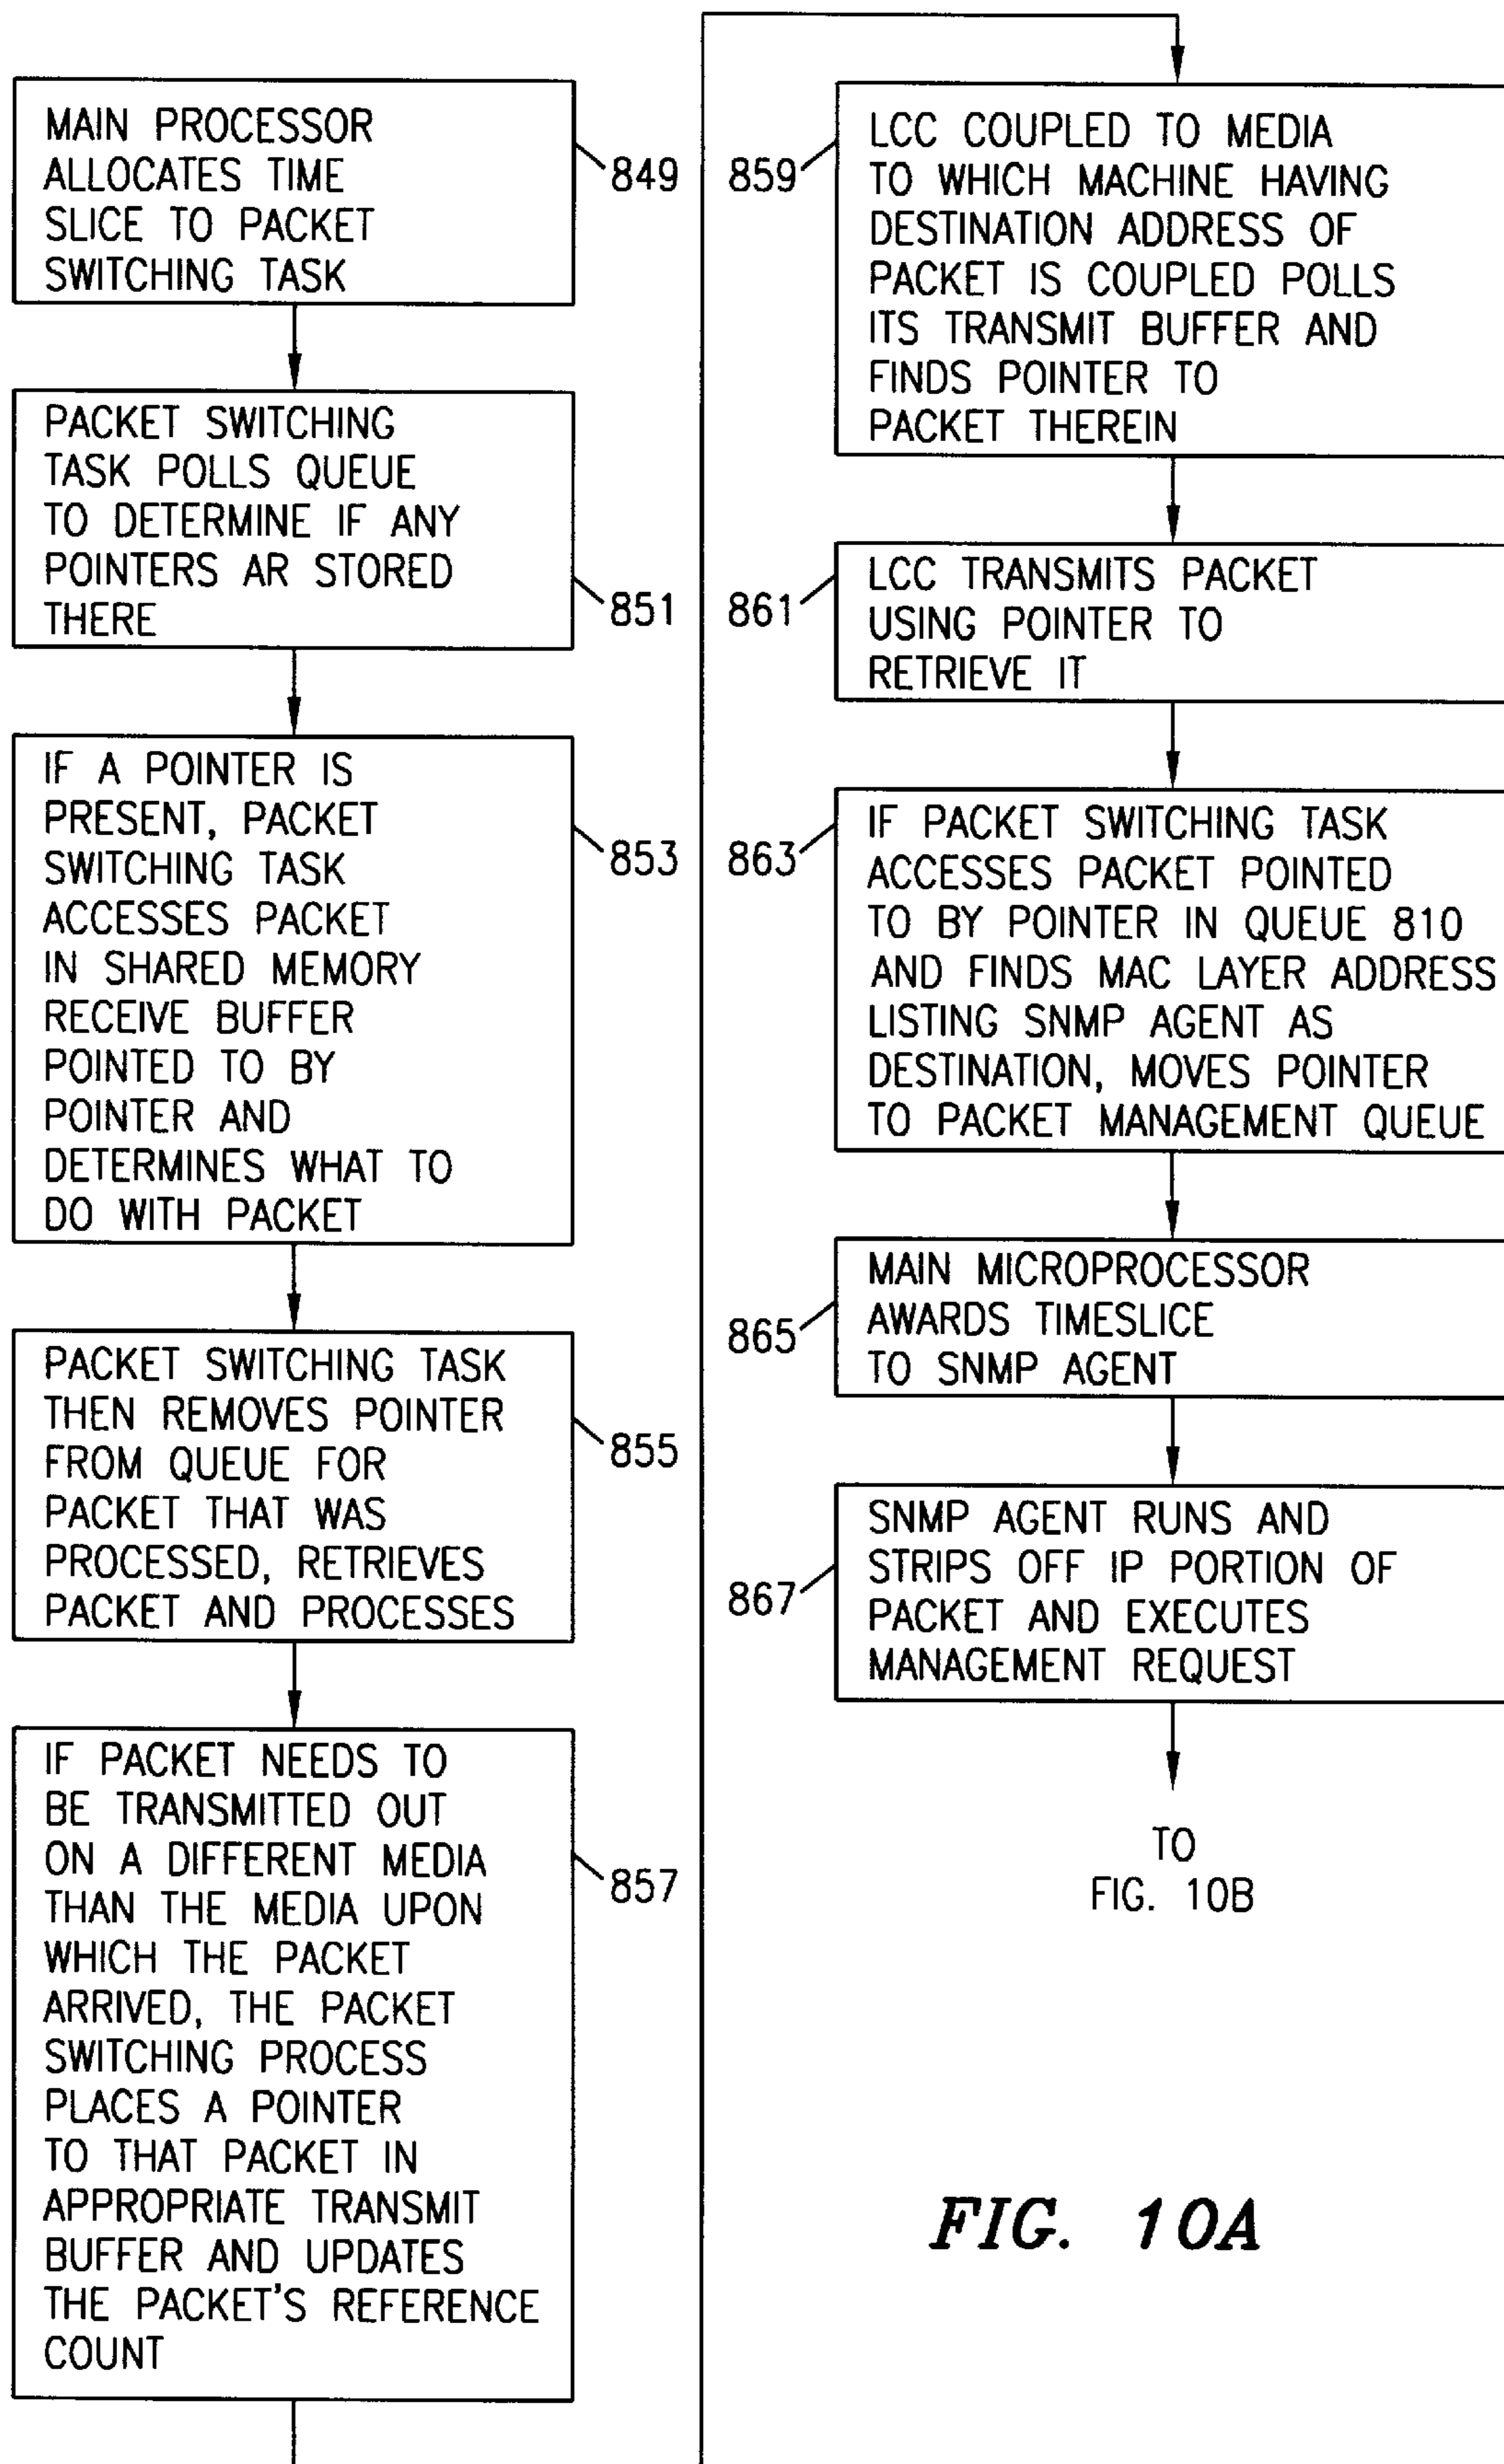 MAIN PROCESSOR
ALLOCATES TIME
SLICE TO PACKET
SWITCHING TASK
849
PACKET SWITCHING
TASK POLLS QUEUE
TO DETERMINE IF ANY
POINTERS AR STORED
THERE
851
IF A POINTER IS
PRESENT, PACKET
SWITCHING TASK
ACCESSES PACKET
IN SHARED MEMORY
RECEIVE BUFFER
POINTED TO BY
POINTER AND
DETERMINES WHAT TO
DO WITH PACKET
853
PACKET SWITCHING TASK
THEN REMOVES POINTER
FROM QUEUE FOR
PACKET THAT WAS
PROCESSED, RETRIEVES
PACKET AND PROCESSES
855
IF PACKET NEEDS TO
BE TRANSMITTED OUT
ON A DIFFERENT MEDIA
THAN THE MEDIA UPON
WHICH THE PACKET
ARRIVED, THE PACKET
SWITCHING PROCESS
PLACES A POINTER
TO THAT PACKET IN
APPROPRIATE TRANSMIT
BUFFER AND UPDATES
THE PACKET'S REFERENCE
COUNT
857
LCC COUPLED TO MEDIA
TO WHICH MACHINE HAVING
DESTINATION ADDRESS OF
PACKET IS COUPLED POLLS
ITS TRANSMIT BUFFER AND
FINDS POINTER TO
PACKET THEREIN
859
LCC TRANSMITS PACKET
USING POINTER TO
RETRIEVE IT
861
IF PACKET SWITCHING TASK
ACCESSES PACKET POINTED
TO BY POINTER IN QUEUE 810
AND FINDS MAC LAYER ADDRESS
LISTING SNMP AGENT AS
DESTINATION, MOVES POINTER
TO PACKET MANAGEMENT QUEUE
863
MAIN MICROPROCESSOR
AWARDS TIMESLICE
TO SNMP AGENT
865
SNMP AGENT RUNS AND
STRIPS OFF IP PORTION OF
PACKET AND EXECUTES
MANAGEMENT REQUEST
867
TO
FIG. 10B
FIG. 10A